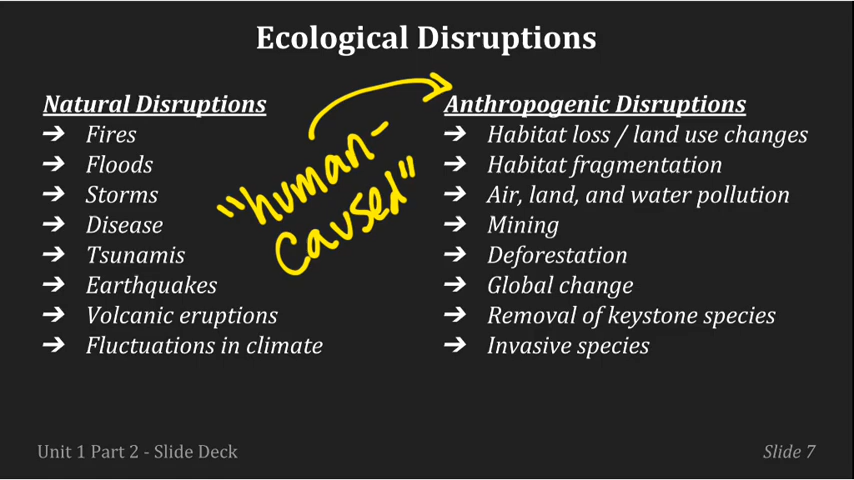 Ecological Disruptions
Natural Disruptions
➔ Fires
➔ Floods
➔ Storms
➔ Disease
➔ Tsunamis
➔ Earthquakes
➔ Volcanic eruptions
➔ Fluctuations in climate
"human-
caused"
Anthropogenic Disruptions
➔ Habitat loss / land use changes
➔ Habitat fragmentation
➔ Air, land, and water pollution
➔ Mining
➔ Deforestation
➔ Global change
➔ Removal of keystone species
➔ Invasive species
Unit 1 Part 2 - Slide Deck
Slide 7